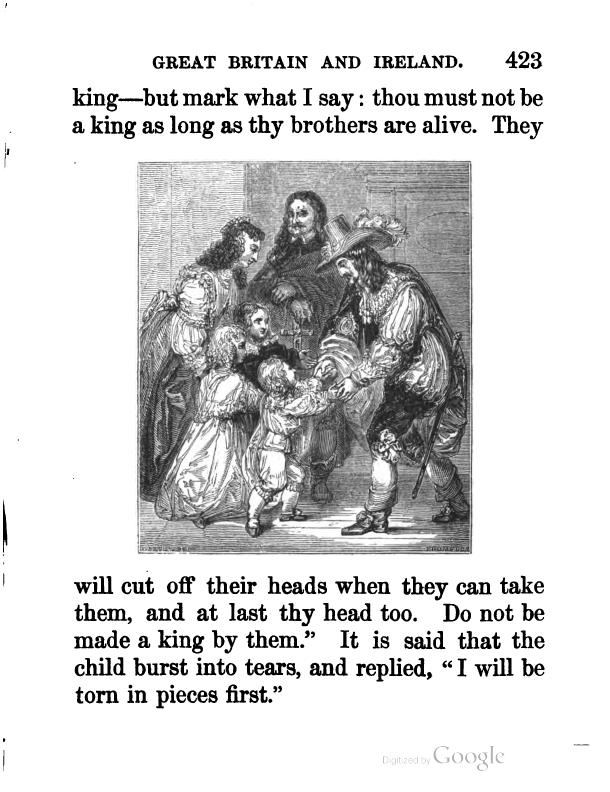 GREAT BRITAIN AND IRELAND. 423
king—but mark what I say: thou must not be
a king as long as thy brothers are alive. They
will cut off their heads when they can take
them, and at last thy head too. Do not be
made a king by them.” It is said that the
child burst into tears, and replied, “I will be
torn in pieces first.”
Digitized by Google